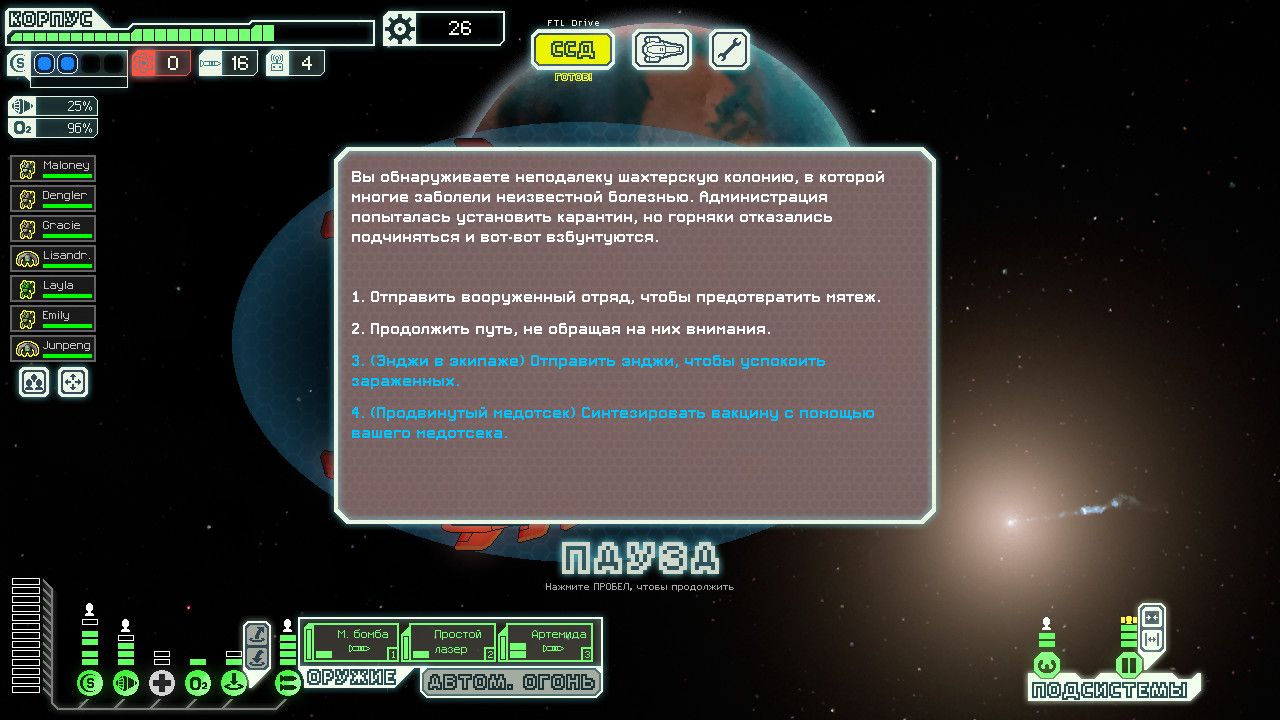 КОРПУС
26
FTL Drive
ССД
ГОТОВ!
S
0
16
4
25%
O2
96%
Maloney
Dengler
Gracie
Lisandr.
Layla
Emily
Junpeng
Вы обнаруживаете неподалеку шахтерскую колонию, в которой
многие заболели неизвестной болезнью. Администрация
попыталась установить карантин, но горняки отказались
подчиняться и вот-вот взбунтуются.
1. Отправить вооруженный отряд, чтобы предотвратить мятеж.
2. Продолжить путь, не обращая на них внимания.
3. (Энджи в экипаже) Отправить энджи, чтобы успокоить
зараженных.
4. (Продвинутый медотсек) Синтезировать вакцину с помощью
вашего медотсека.
ПАУЗА
Нажмите ПРОБЕЛ, чтобы продолжить
М. бомба
1
Простой
лазер
2
Артемида
3
S
O2
ОРУЖИЕ
АВТОМ. ОГОНЬ
ПОДСИСТЕМЫ